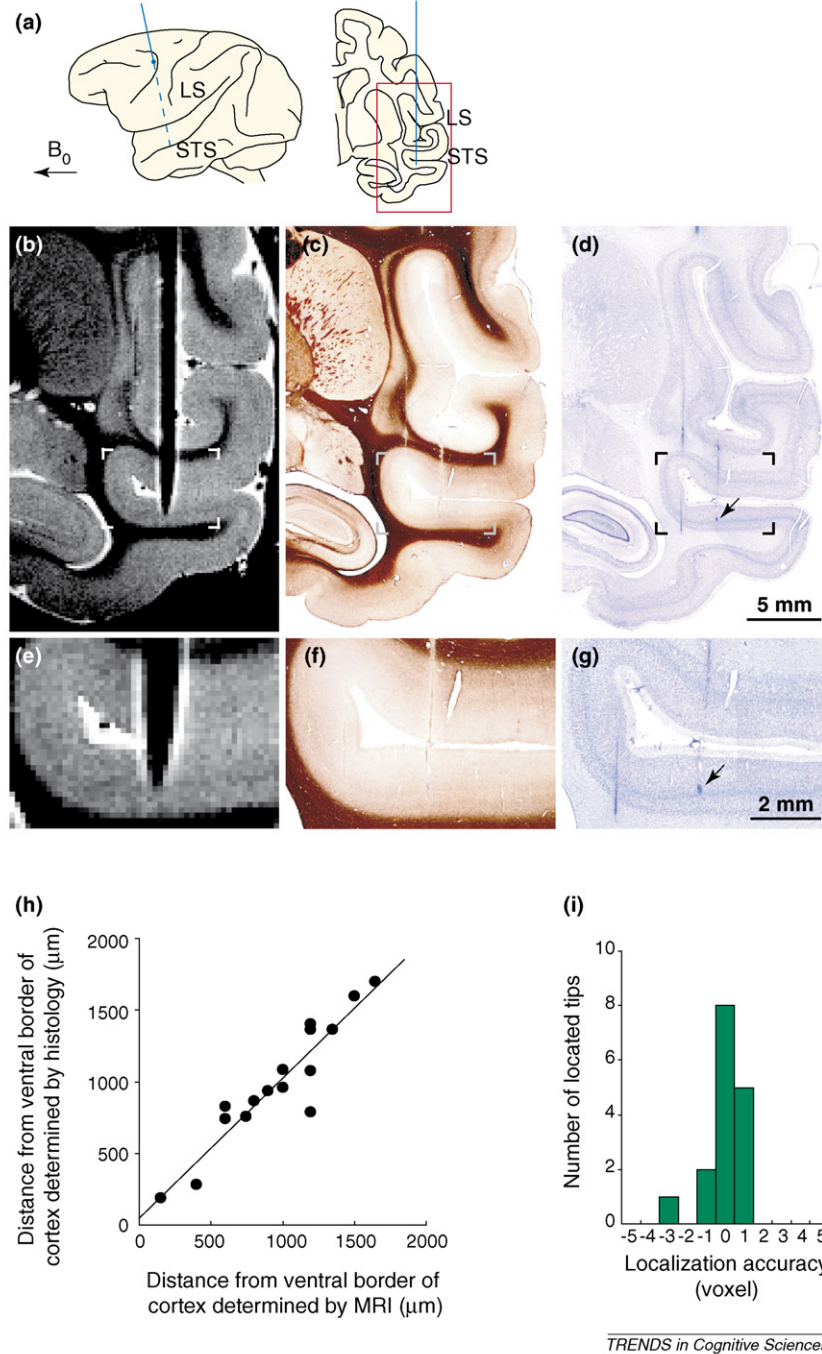 (a)
LS
STS
B0
LS
STS
(b)
(c)
(d)
5 mm
(e)
(f)
(g)
2 mm
(h)
2000
1500
1000
500
0
Distance from ventral border of
cortex determined by histology (μm)
0 500 1000 1500 2000
Distance from ventral border of
cortex determined by MRI (μm)
(i)
10
8
6
4
2
0
Number of located tips
-5 -4 -3 -2 -1 0 1 2 3 4 5
Localization accuracy
(voxel)
TRENDS in Cognitive Sciences